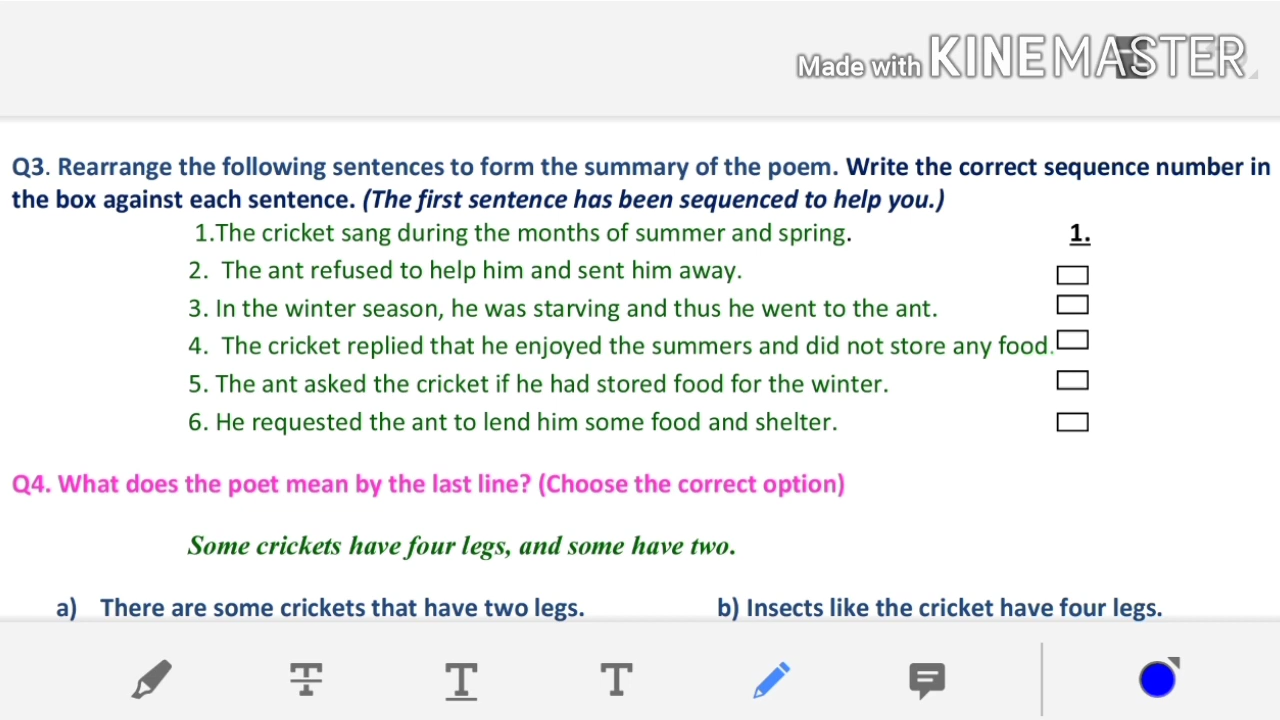 Made with KINEMASTER
Q3. Rearrange the following sentences to form the summary of the poem. Write the correct sequence number in
the box against each sentence. (The first sentence has been sequenced to help you.)
1.The cricket sang during the months of summer and spring. 1.
2. The ant refused to help him and sent him away.
3. In the winter season, he was starving and thus he went to the ant.
4. The cricket replied that he enjoyed the summers and did not store any food.
5. The ant asked the cricket if he had stored food for the winter.
6. He requested the ant to lend him some food and shelter.
Q4. What does the poet mean by the last line? (Choose the correct option)
Some crickets have four legs, and some have two.
a) There are some crickets that have two legs. b) Insects like the cricket have four legs.
T T T